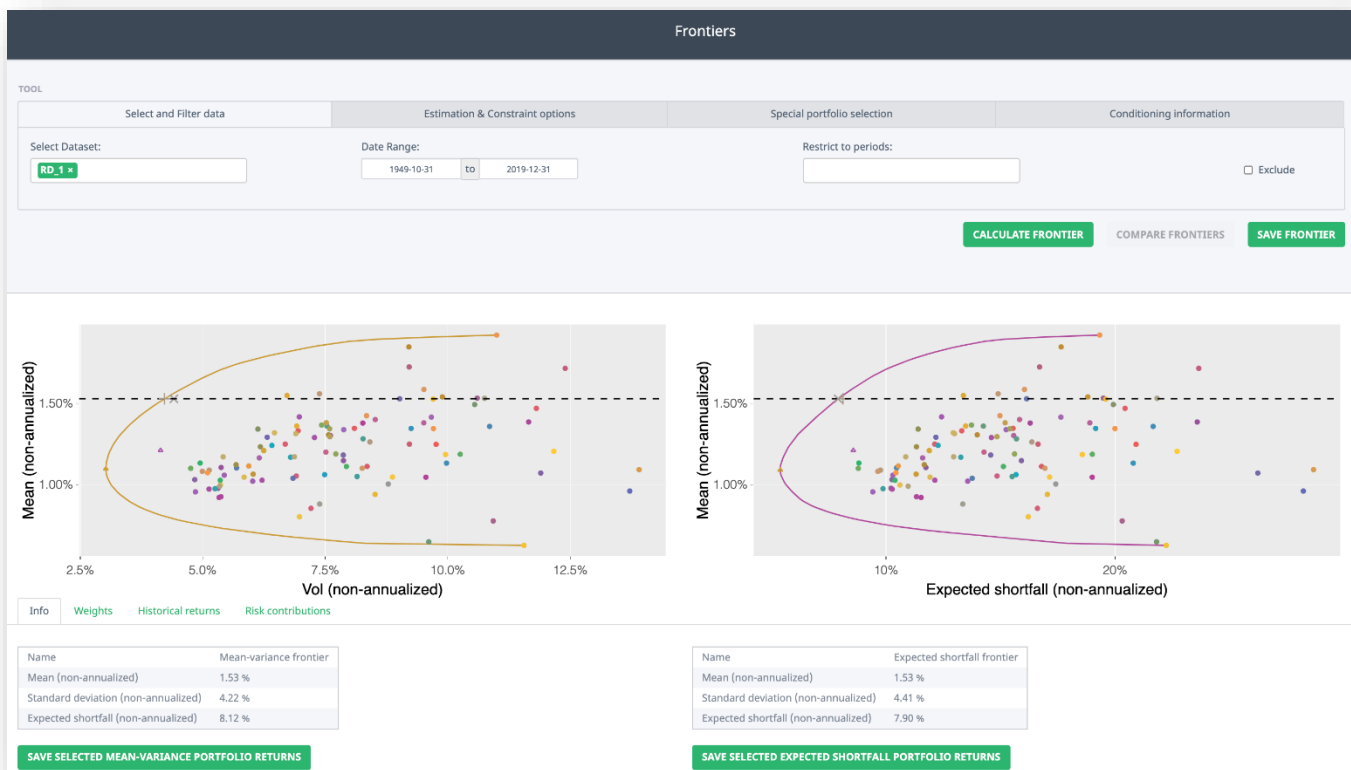 Frontiers
TOOL
Select and Filter data Estimation & Constraint options Special portfolio selection Conditioning information
Select Dataset: Date Range: Restrict to periods:
RD_1 × 1949-10-31 to 2019-12-31 Exclude
CALCULATE FRONTIER COMPARE FRONTIERS SAVE FRONTIER
Mean (non-annualized)
1.50%
1.00%
2.5% 5.0% 7.5% 10.0% 12.5%
Vol (non-annualized)
Mean (non-annualized)
1.50%
1.00%
10% 20%
Expected shortfall (non-annualized)
Info Weights Historical returns Risk contributions
Name Mean-variance frontier
Mean (non-annualized) 1.53 %
Standard deviation (non-annualized) 4.22 %
Expected shortfall (non-annualized) 8.12 %
SAVE SELECTED MEAN-VARIANCE PORTFOLIO RETURNS
Name Expected shortfall frontier
Mean (non-annualized) 1.53 %
Standard deviation (non-annualized) 4.41 %
Expected shortfall (non-annualized) 7.90 %
SAVE SELECTED EXPECTED SHORTFALL PORTFOLIO RETURNS